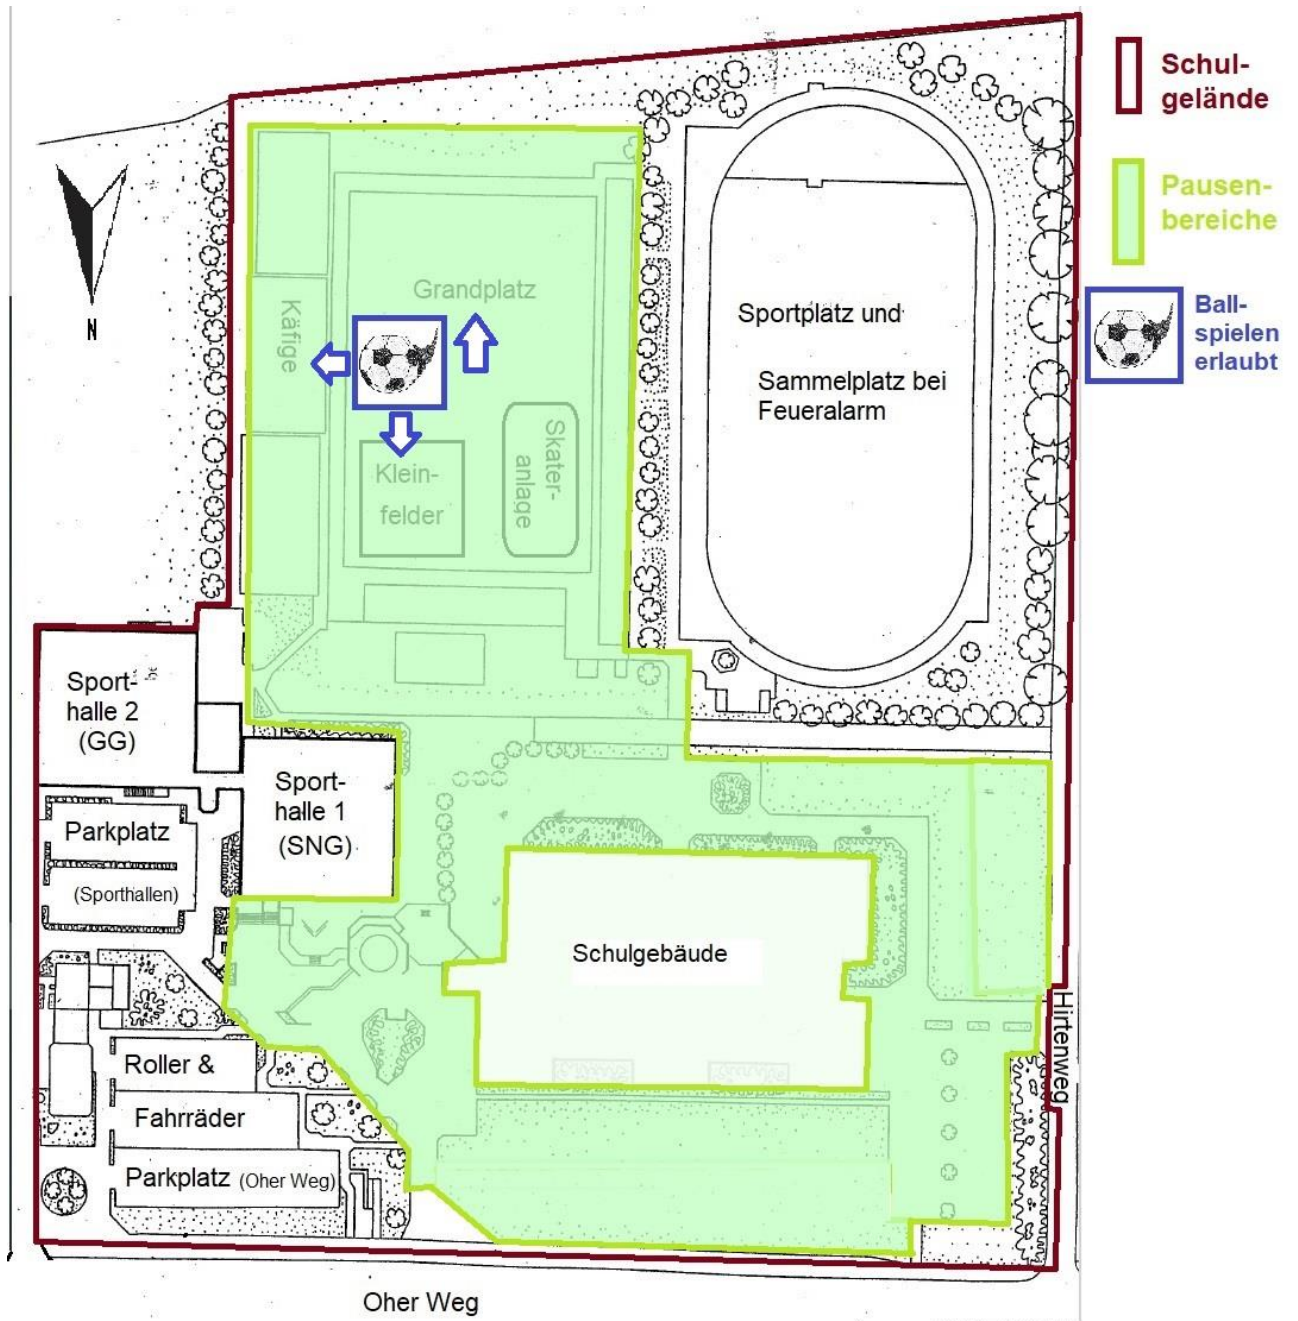 Schul-
gelände
Pausen-
bereiche
Ball-
spielen
erlaubt
N
Grandplatz
Käfige
Klein-
felder
Skater-
anlage
Sportplatz und
Sammelplatz bei
Feueralarm
Sport-
halle 2
(GG)
Sport-
halle 1
(SNG)
Parkplatz
(Sporthallen)
Schulgebäude
Roller &
Fahrräder
Parkplatz (Oher Weg)
Hirtenweg
Oher Weg